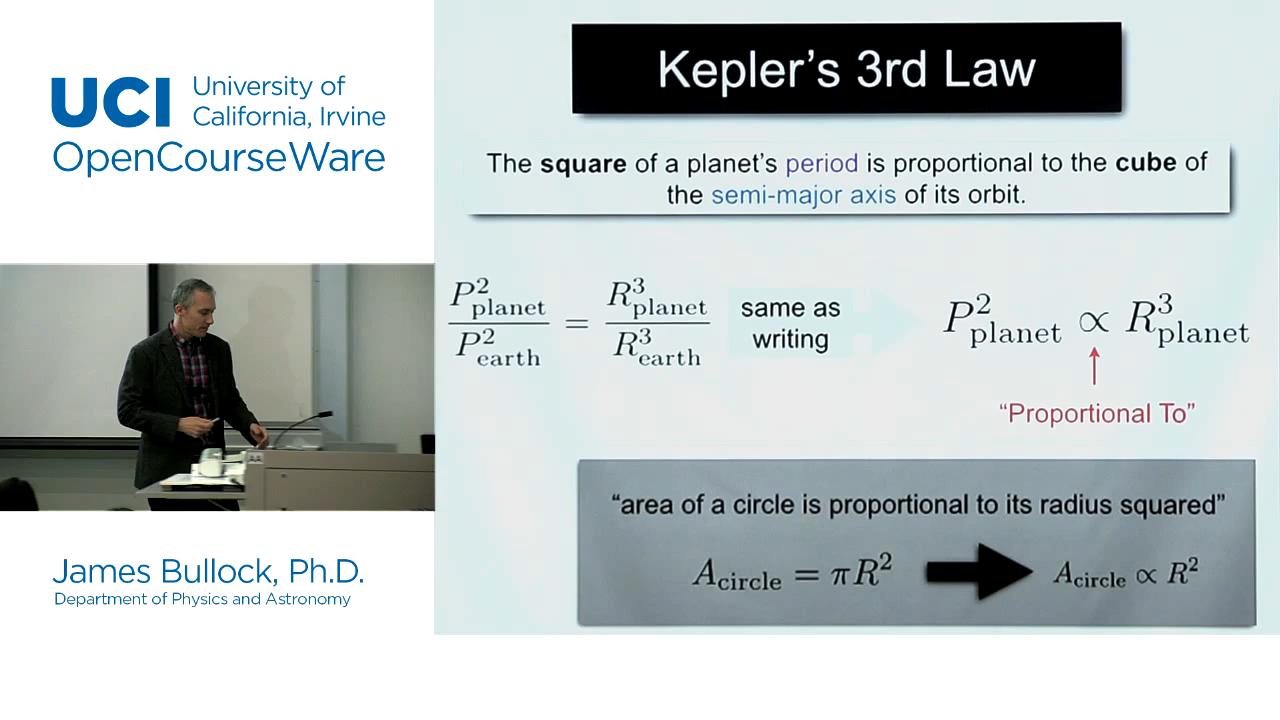 UCI University of
California, Irvine
OpenCourseWare
James Bullock, Ph.D.
Department of Physics and Astronomy
Kepler's 3rd Law
The square of a planet's period is proportional to the cube of
the semi-major axis of its orbit.
P²planet / P²earth = R³planet / R³earth
same as
writing
P²planet ∝ R³planet
“Proportional To”
“area of a circle is proportional to its radius squared”
Acircle = πR²
Acircle ∝ R²